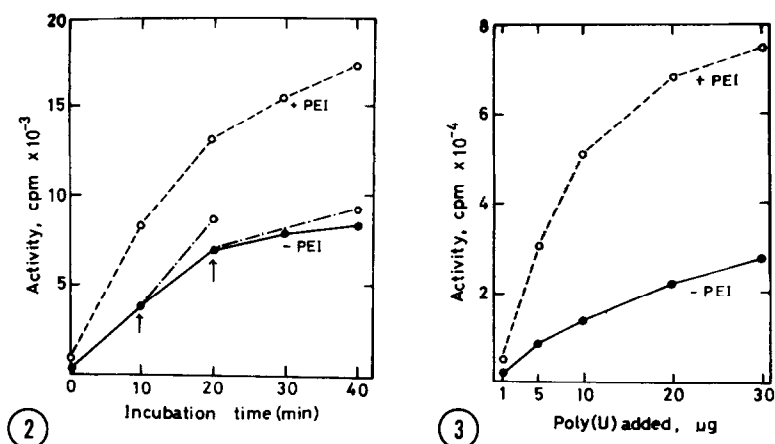 20
15
10
5
Activity, cpm x 10⁻³
+ PEI
- PEI
0 10 20 30 40
Incubation time (min)
2
8
6
4
2
Activity, cpm x 10⁻⁴
+ PEI
- PEI
1 5 10 20 30
Poly(U) added, µg
3